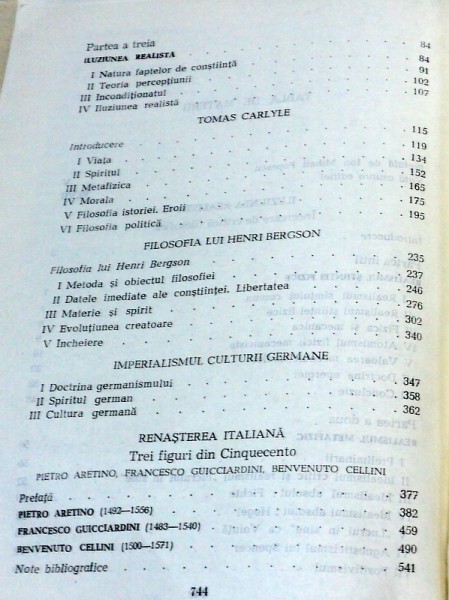 Partea a treia
ILUZIUNEA REALISTA . . . . . 84
I Natura faptelor de conștiință . . . . . 84
II Teoria percopțiunii . . . . . 91
III Incondiționatul . . . . . 102
IV Iluziunea realistă . . . . . 107
TOMAS CARLYLE
Introducere . . . . . 115
I Viața . . . . . 119
II Spiritul . . . . . 134
III Metafizica . . . . . 152
IV Morala . . . . . 165
V Filosofia istoriei. Eroii . . . . . 175
VI Filosofia politică . . . . . 195
FILOSOFIA LUI HENRI BERGSON
Filosofia lui Henri Bergson . . . . . 235
I Metoda și obiectul filosofiei . . . . . 237
II Datele imediate ale conștiinței. Libertatea . . . . . 246
III Materie și spirit . . . . . 276
IV Evoluțiunea creatoare . . . . . 302
V Incheiere . . . . . 340
IMPERIALISMUL CULTURII GERMANE
I Doctrina germanismului . . . . . 347
II Spiritul german . . . . . 358
III Cultura germană . . . . . 362
RENAȘTEREA ITALIANĂ
Trei figuri din Cinquecento
PIETRO ARETINO, FRANCESCO GUICCIARDINI, BENVENUTO CELLINI
Prefață . . . . . 377
PIETRO ARETINO (1492—1556) . . . . . 382
FRANCESCO GUICCIARDINI (1483—1540) . . . . . 459
BENVENUTO CELLINI (1500—1571) . . . . . 490
Note bibliografice . . . . . 541
744